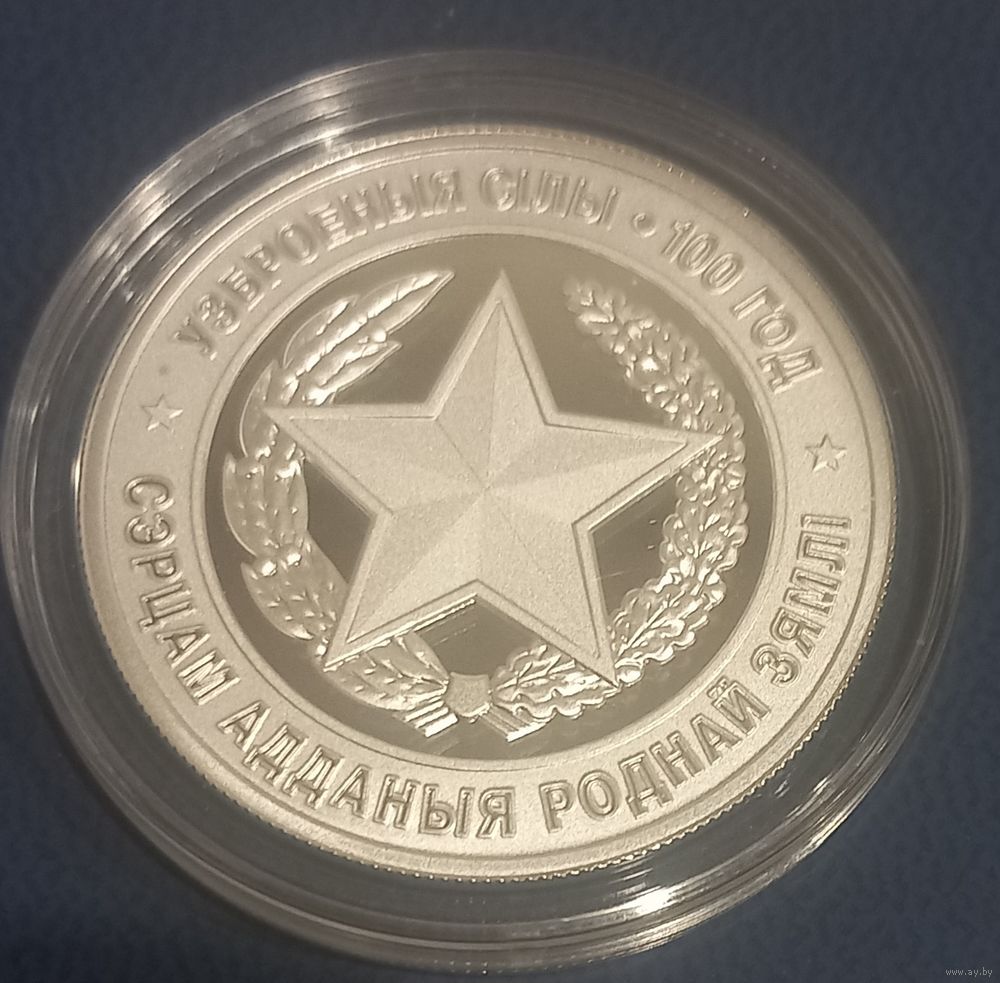 УЗБРОЕНЫЯ СІЛЫ • 100 ГОД
СЭРЦАМ АДДАНЫЯ РОДНАЙ ЗЯМЛІ
www.ay.by